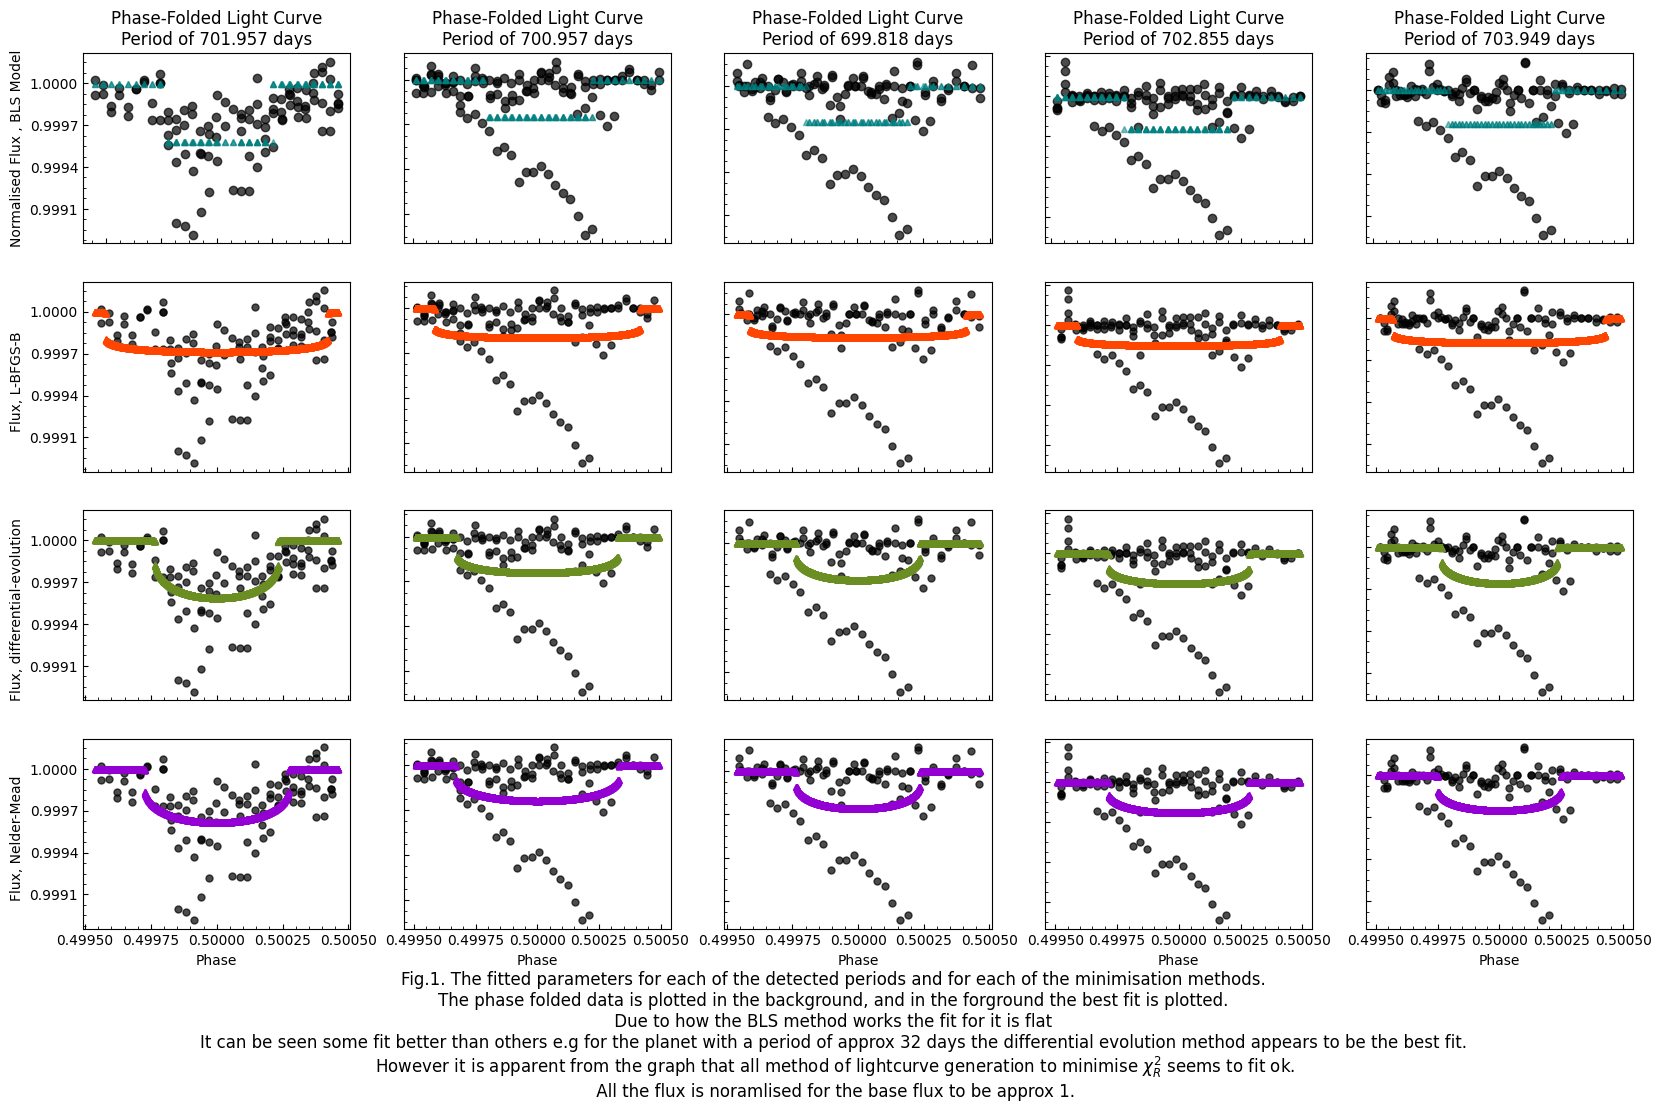 Phase-Folded Light Curve
Period of 701.957 days
Phase-Folded Light Curve
Period of 700.957 days
Phase-Folded Light Curve
Period of 699.818 days
Phase-Folded Light Curve
Period of 702.855 days
Phase-Folded Light Curve
Period of 703.949 days
Normalised Flux , BLS Model
1.0000
0.9997
0.9994
0.9991
Flux, L-BFGS-B
1.0000
0.9997
0.9994
0.9991
Flux, differential-evolution
1.0000
0.9997
0.9994
0.9991
Flux, Nelder-Mead
1.0000
0.9997
0.9994
0.9991
0.49950 0.49975 0.50000 0.50025 0.50050
Phase
0.49950 0.49975 0.50000 0.50025 0.50050
Phase
0.49950 0.49975 0.50000 0.50025 0.50050
Phase
0.49950 0.49975 0.50000 0.50025 0.50050
Phase
0.49950 0.49975 0.50000 0.50025 0.50050
Phase
Fig.1. The fitted parameters for each of the detected periods and for each of the minimisation methods.
The phase folded data is plotted in the background, and in the forground the best fit is plotted.
Due to how the BLS method works the fit for it is flat
It can be seen some fit better than others e.g for the planet with a period of approx 32 days the differential evolution method appears to be the best fit.
However it is apparent from the graph that all method of lightcurve generation to minimise χ²_R seems to fit ok.
All the flux is noramlised for the base flux to be approx 1.